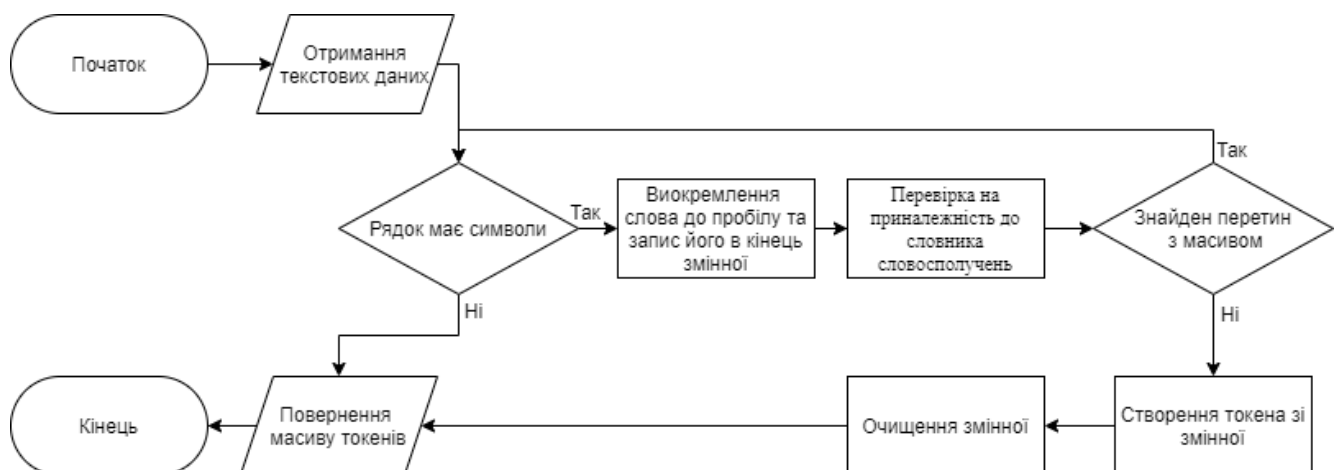 Початок
Отримання
текстових даних
Так
Рядок має символи
Так
Виокремлення
слова до пробілу та
запис його в кінець
змінної
Перевірка на
приналежність до
словника
словосполучень
Знайден перетин
з масивом
Ні
Ні
Кінець
Повернення
масиву токенів
Очищення змінної
Створення токена зі
змінної